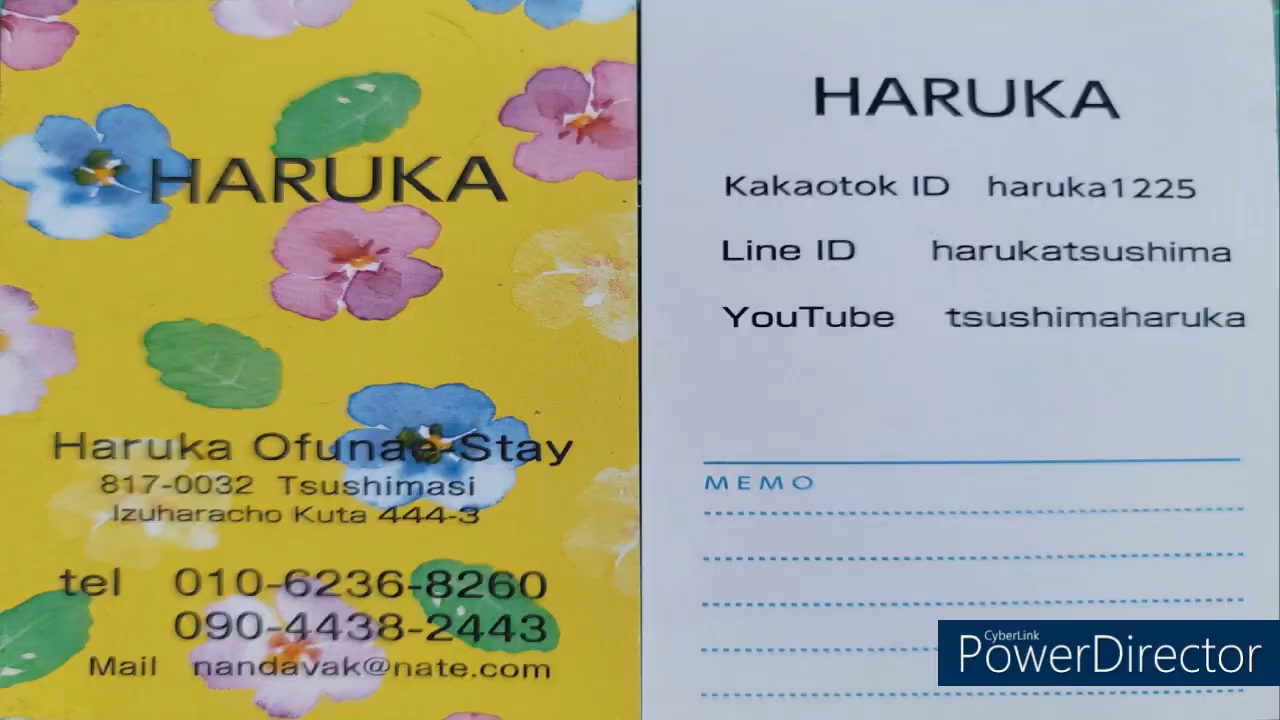 HARUKA
Haruka Ofunae Stay
817-0032 Tsushimasi
Izuharacho Kuta 444-3
tel 010-6236-8260
090-4438-2443
Mail nandavak@nate.com
HARUKA
Kakaotok ID haruka1225
Line ID harukatsushima
YouTube tsushimaharuka
MEMO
CyberLink
PowerDirector